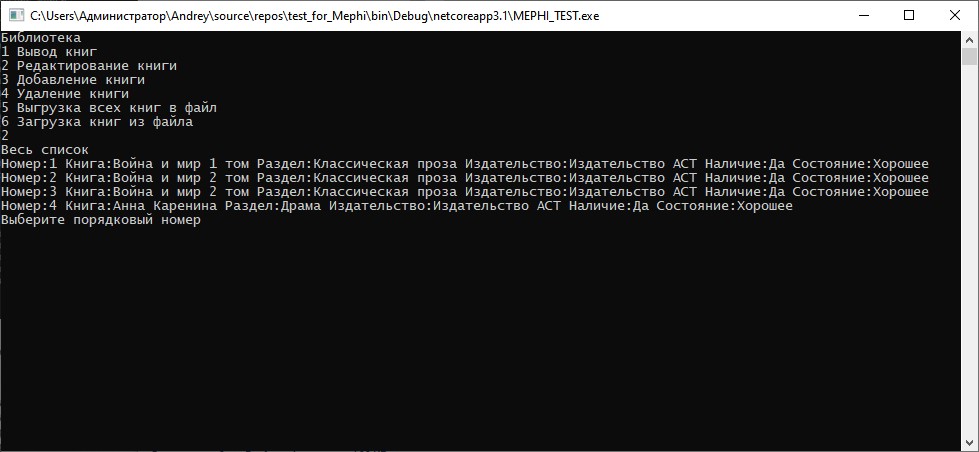 C:\Users\Администратор\Andrey\source\repos\test_for_Mephi\bin\Debug\netcoreapp3.1\MEPHI_TEST.exe
Библиотека
1 Вывод книг
2 Редактирование книги
3 Добавление книги
4 Удаление книги
5 Выгрузка всех книг в файл
6 Загрузка книг из файла
2
Весь список
Номер:1 Книга:Война и мир 1 том Раздел:Классическая проза Издательство:Издательство АСТ Наличие:Да Состояние:Хорошее
Номер:2 Книга:Война и мир 2 том Раздел:Классическая проза Издательство:Издательство АСТ Наличие:Да Состояние:Хорошее
Номер:3 Книга:Война и мир 2 том Раздел:Классическая проза Издательство:Издательство АСТ Наличие:Да Состояние:Хорошее
Номер:4 Книга:Анна Каренина Раздел:Драма Издательство:Издательство АСТ Наличие:Да Состояние:Хорошее
Выберите порядковый номер